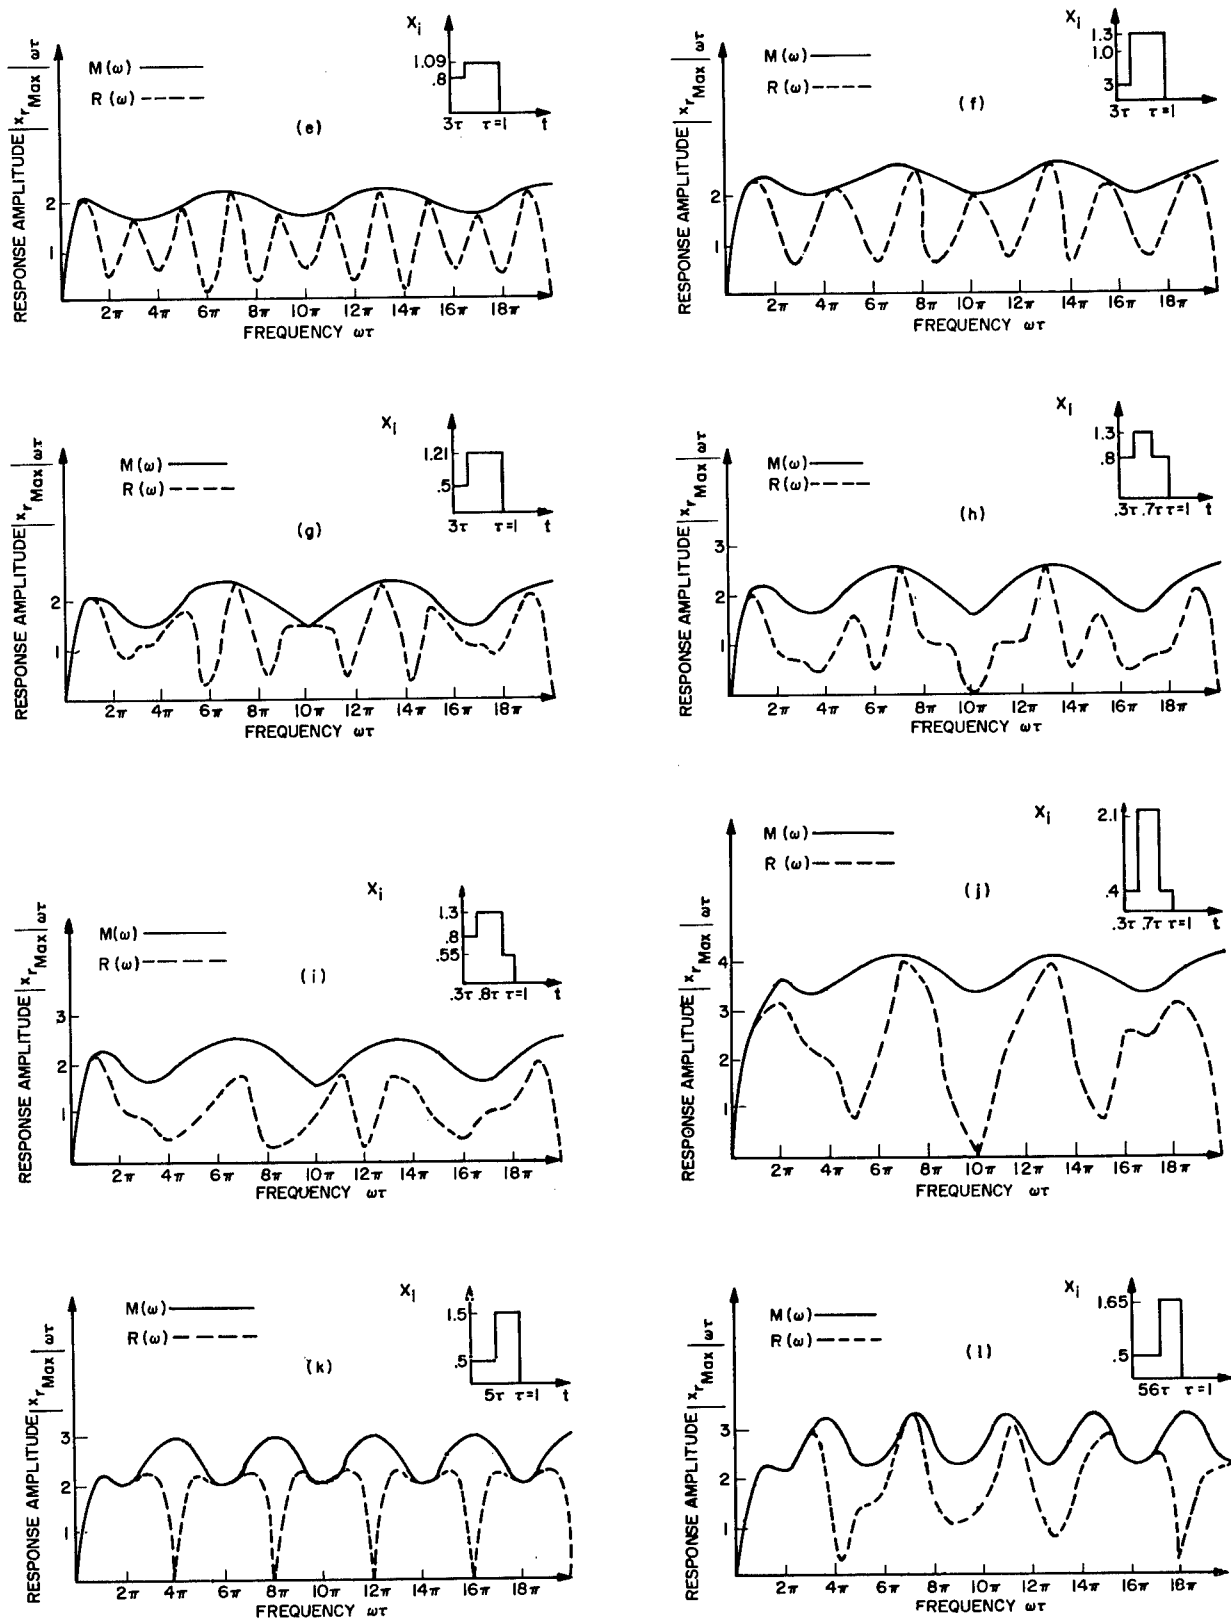 X_i
1.09
.8
3τ τ=1 t
M(ω)
R(ω)
(e)
RESPONSE AMPLITUDE |x_r Max| ωτ
2
1
2π 4π 6π 8π 10π 12π 14π 16π 18π
FREQUENCY ωτ
X_i
1.3
1.0
3
3τ τ=1 t
M(ω)
R(ω)
(f)
RESPONSE AMPLITUDE |x_r Max| ωτ
2
1
2π 4π 6π 8π 10π 12π 14π 16π 18π
FREQUENCY ωτ
X_i
1.21
.5
3τ τ=1 t
M(ω)
R(ω)
(g)
RESPONSE AMPLITUDE |x_r Max| ωτ
2
1
2π 4π 6π 8π 10π 12π 14π 16π 18π
FREQUENCY ωτ
X_i
1.3
.8
.3τ .7τ τ=1 t
M(ω)
R(ω)
(h)
RESPONSE AMPLITUDE |x_r Max| ωτ
3
2
1
2π 4π 6π 8π 10π 12π 14π 16π 18π
FREQUENCY ωτ
X_i
1.3
.8
.55
.3τ .8τ τ=1 t
M(ω)
R(ω)
(i)
RESPONSE AMPLITUDE |x_r Max| ωτ
3
2
1
2π 4π 6π 8π 10π 12π 14π 16π 18π
FREQUENCY ωτ
X_i
2.1
.4
.3τ .7τ τ=1 t
M(ω)
R(ω)
(j)
RESPONSE AMPLITUDE |x_r Max| ωτ
4
3
2
1
2π 4π 6π 8π 10π 12π 14π 16π 18π
FREQUENCY ωτ
X_i
1.5
.5
5τ τ=1 t
M(ω)
R(ω)
(k)
RESPONSE AMPLITUDE |x_r Max| ωτ
3
2
1
2π 4π 6π 8π 10π 12π 14π 16π 18π
FREQUENCY ωτ
X_i
1.65
.5
56τ τ=1 t
M(ω)
R(ω)
(l)
RESPONSE AMPLITUDE |x_r Max| ωτ
3
2
1
2π 4π 6π 8π 10π 12π 14π 16π 18π
FREQUENCY ωτ